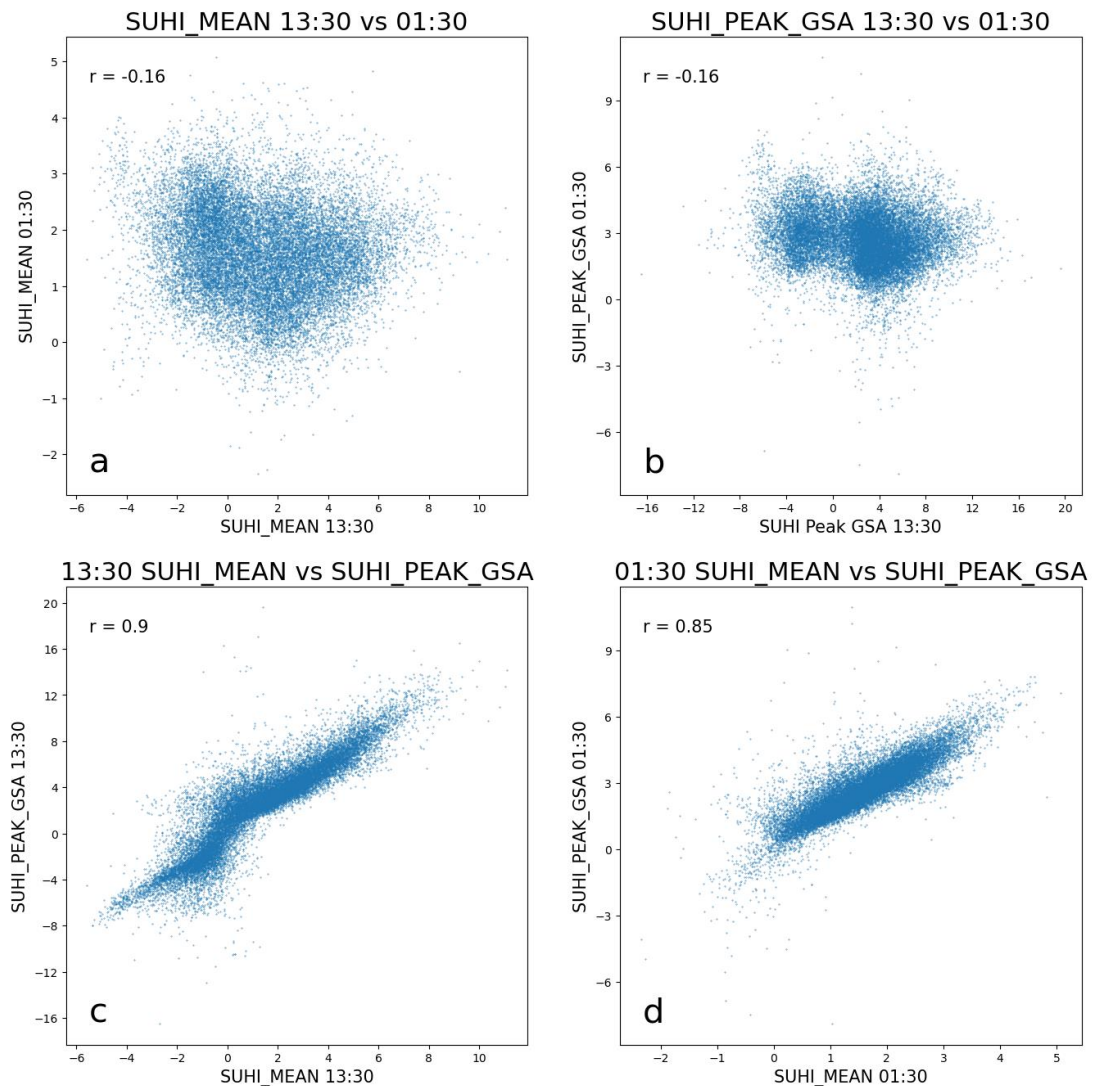 SUHI_MEAN 13:30 vs 01:30
r = -0.16
5
4
3
2
1
0
−1
−2
SUHI_MEAN 01:30
a
−6 −4 −2 0 2 4 6 8 10
SUHI_MEAN 13:30
SUHI_PEAK_GSA 13:30 vs 01:30
r = -0.16
9
6
3
0
−3
−6
SUHI_PEAK_GSA 01:30
b
−16 −12 −8 −4 0 4 8 12 16 20
SUHI Peak GSA 13:30
13:30 SUHI_MEAN vs SUHI_PEAK_GSA
r = 0.9
20
16
12
8
4
0
−4
−8
−12
−16
SUHI_PEAK_GSA 13:30
c
−6 −4 −2 0 2 4 6 8 10
SUHI_MEAN 13:30
01:30 SUHI_MEAN vs SUHI_PEAK_GSA
r = 0.85
9
6
3
0
−3
−6
SUHI_PEAK_GSA 01:30
d
−2 −1 0 1 2 3 4 5
SUHI_MEAN 01:30